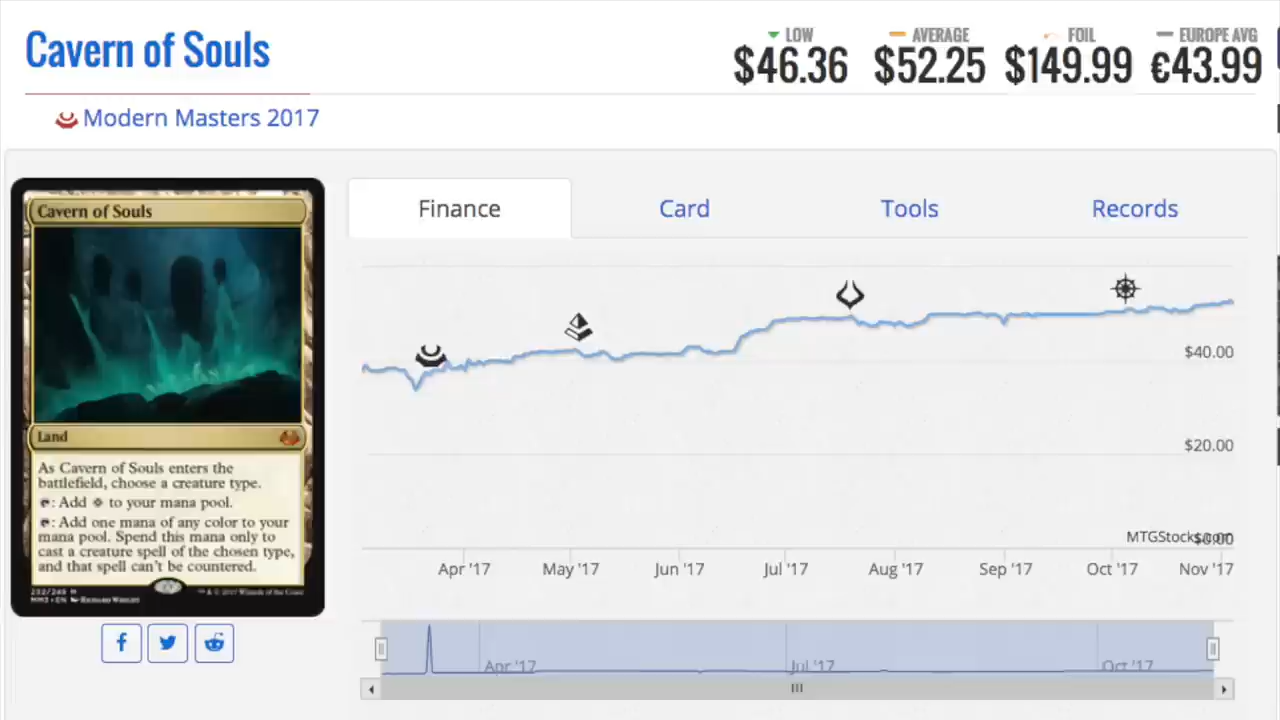 Cavern of Souls
LOW
AVERAGE
FOIL
EUROPE AVG
$46.36
$52.25
$149.99
€43.99
Modern Masters 2017
Cavern of Souls
Land
As Cavern of Souls enters the
battlefield, choose a creature type.
: Add to your mana pool.
: Add one mana of any color to your
mana pool. Spend this mana only to
cast a creature spell of the chosen type,
and that spell can't be countered.
Finance
Card
Tools
Records
$40.00
$20.00
$0.00
MTGStocks.com
Apr '17
May '17
Jun '17
Jul '17
Aug '17
Sep '17
Oct '17
Nov '17
Apr '17
Jul '17
Oct '17